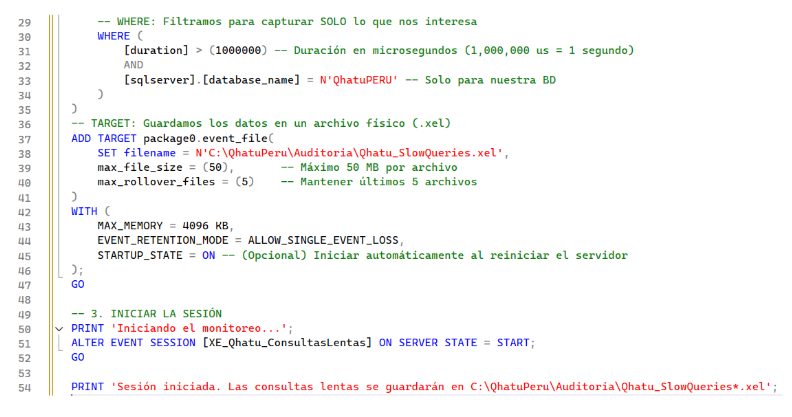 29 -- WHERE: Filtramos para capturar SOLO lo que nos interesa
30 WHERE (
31 [duration] > (1000000) -- Duración en microsegundos (1,000,000 us = 1 segundo)
32 AND
33 [sqlserver].[database_name] = N'QhatuPERU' -- Solo para nuestra BD
34 )
35 )
36 -- TARGET: Guardamos los datos en un archivo físico (.xel)
37 ADD TARGET package0.event_file(
38 SET filename = N'C:\QhatuPeru\Auditoria\Qhatu_SlowQueries.xel',
39 max_file_size = (50), -- Máximo 50 MB por archivo
40 max_rollover_files = (5) -- Mantener últimos 5 archivos
41 )
42 WITH (
43 MAX_MEMORY = 4096 KB,
44 EVENT_RETENTION_MODE = ALLOW_SINGLE_EVENT_LOSS,
45 STARTUP_STATE = ON -- (Opcional) Iniciar automáticamente al reiniciar el servidor
46 );
47 GO
48
49 -- 3. INICIAR LA SESIÓN
50 PRINT 'Iniciando el monitoreo...';
51 ALTER EVENT SESSION [XE_Qhatu_ConsultasLentas] ON SERVER STATE = START;
52 GO
53
54 PRINT 'Sesión iniciada. Las consultas lentas se guardarán en C:\QhatuPeru\Auditoria\Qhatu_SlowQueries*.xel';